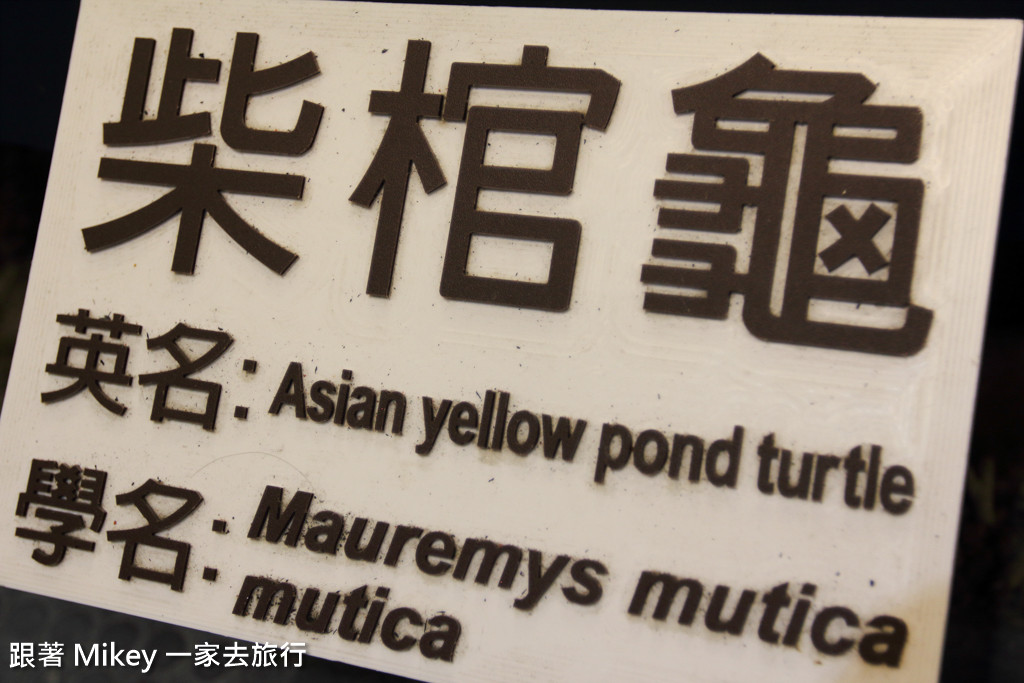 柴棺龜
英名：Asian yellow pond turtle
學名：Mauremys mutica
mutica
跟著 Mikey 一家去旅行